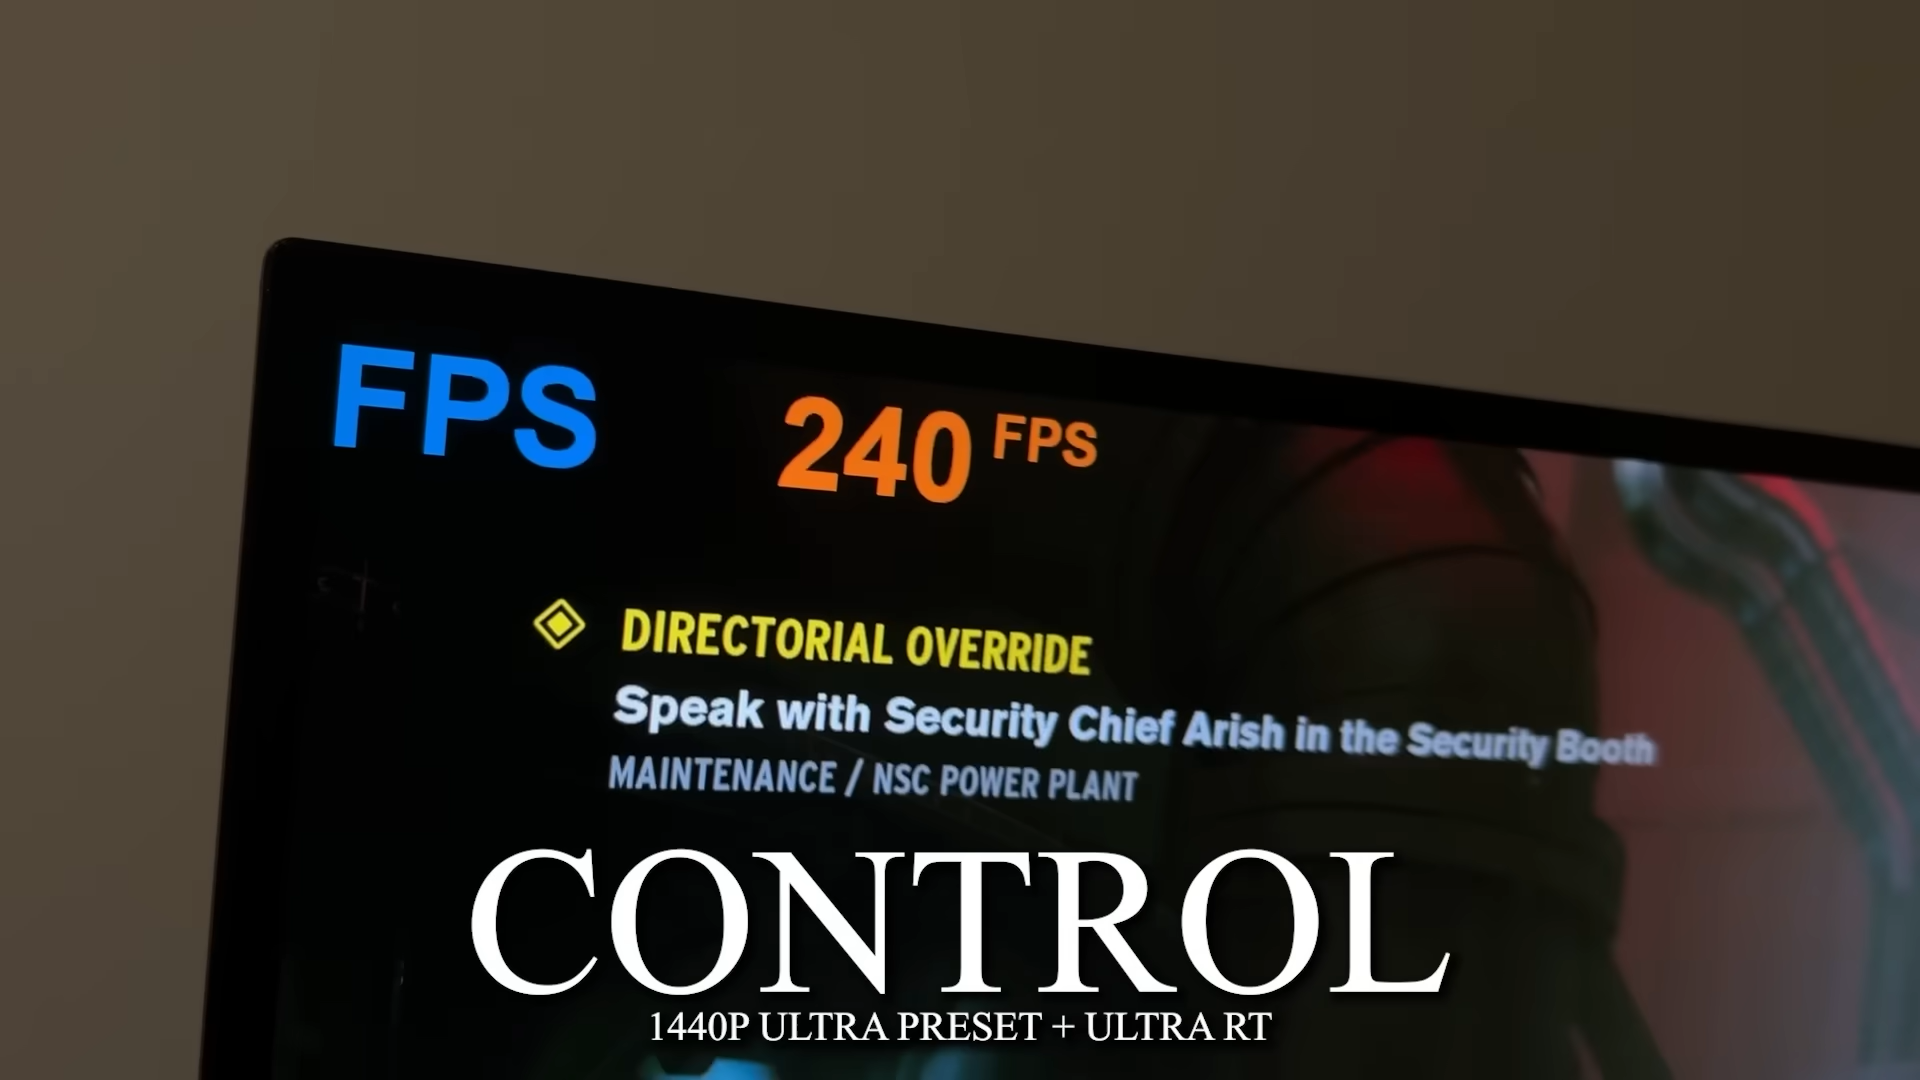 FPS 240 FPS
DIRECTORIAL OVERRIDE
Speak with Security Chief Arish in the Security Booth
MAINTENANCE / NSC POWER PLANT
CONTROL
1440P ULTRA PRESET + ULTRA RT